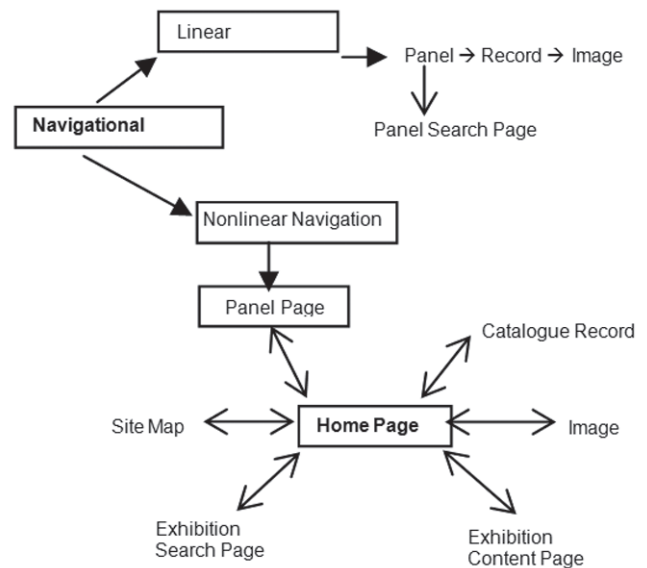 Linear
Panel → Record → Image
Panel Search Page
Navigational
Nonlinear Navigation
Panel Page
Catalogue Record
Site Map
Home Page
Image
Exhibition
Search Page
Exhibition
Content Page